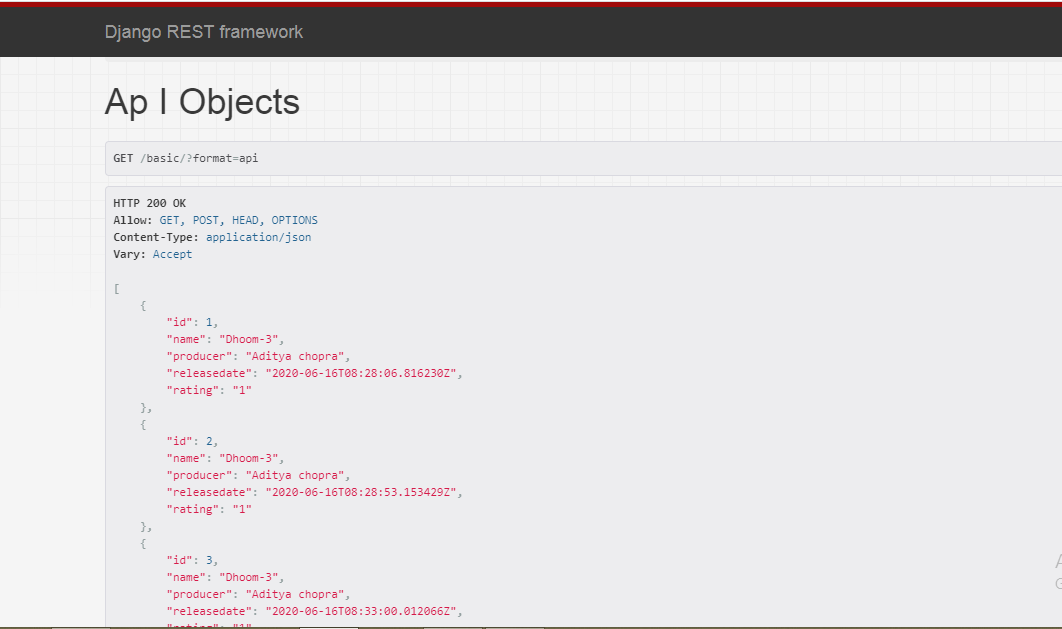 Django REST framework
Ap I Objects
GET /basic/?format=api
HTTP 200 OK
Allow: GET, POST, HEAD, OPTIONS
Content-Type: application/json
Vary: Accept
[
    {
        "id": 1,
        "name": "Dhoom-3",
        "producer": "Aditya chopra",
        "releasedate": "2020-06-16T08:28:06.816230Z",
        "rating": "1"
    },
    {
        "id": 2,
        "name": "Dhoom-3",
        "producer": "Aditya chopra",
        "releasedate": "2020-06-16T08:28:53.153429Z",
        "rating": "1"
    },
    {
        "id": 3,
        "name": "Dhoom-3",
        "producer": "Aditya chopra",
        "releasedate": "2020-06-16T08:33:00.012066Z",
        "rating": "1"